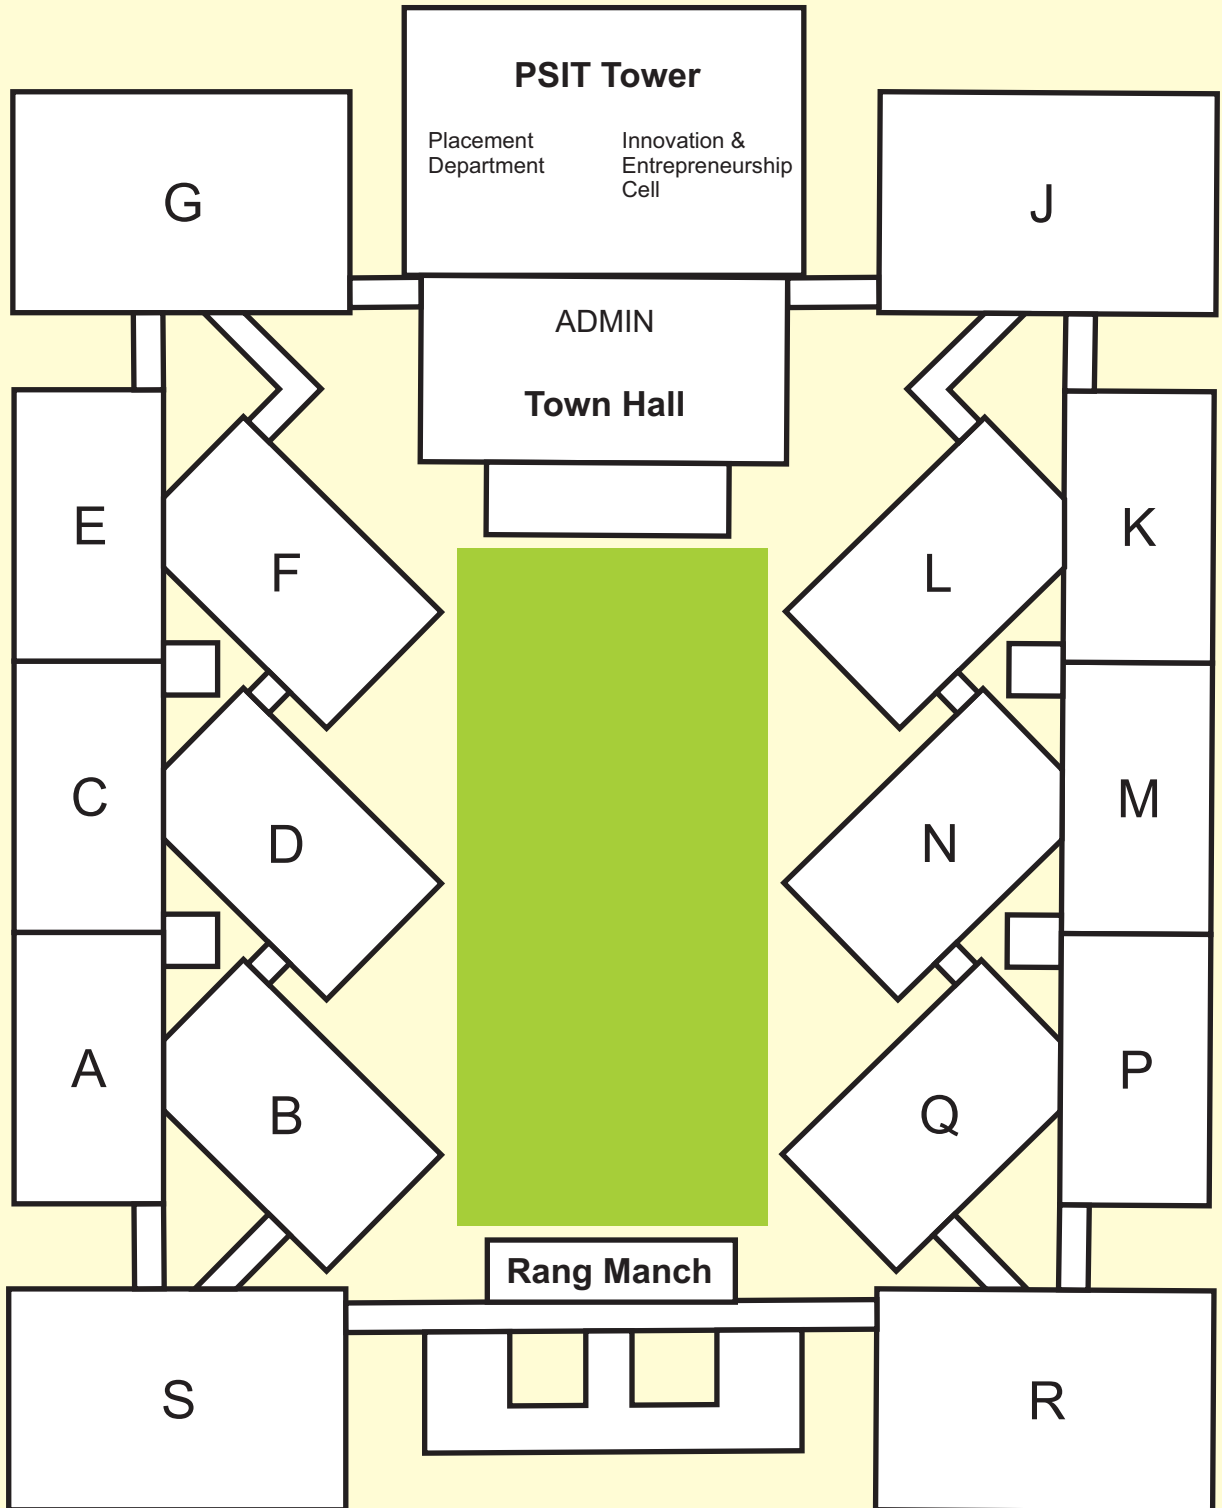 PSIT Tower
Placement
Department
Innovation &
Entrepreneurship
Cell
G
J
ADMIN
Town Hall
E
F
L
K
C
D
N
M
A
B
Q
P
Rang Manch
S
R